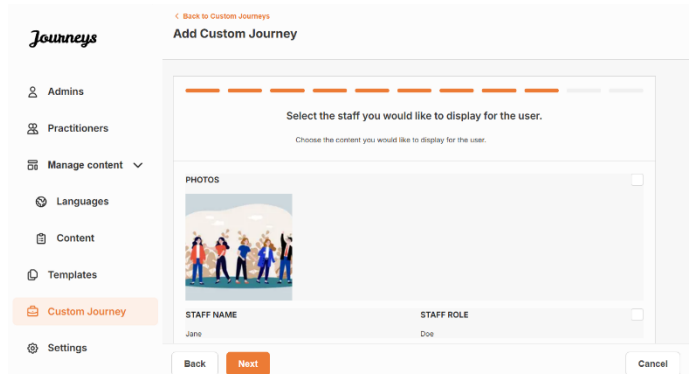 Journeys
Admins
Practitioners
Manage content
Languages
Content
Templates
Custom Journey
Settings
Back to Custom Journeys
Add Custom Journey
Select the staff you would like to display for the user.
Choose the content you would like to display for the user.
PHOTOS
STAFF NAME STAFF ROLE
Jane Doe
Back Next Cancel